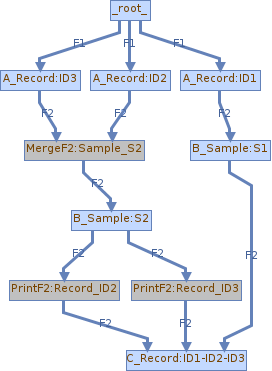 _root_
F1 F1 F1
A_Record:ID3 A_Record:ID2 A_Record:ID1
F2 F2 F2
MergeF2:Sample_S2 B_Sample:S1
F2
B_Sample:S2
F2 F2 F2
PrintF2:Record_ID2 PrintF2:Record_ID3
F2 F2
C_Record:ID1-ID2-ID3